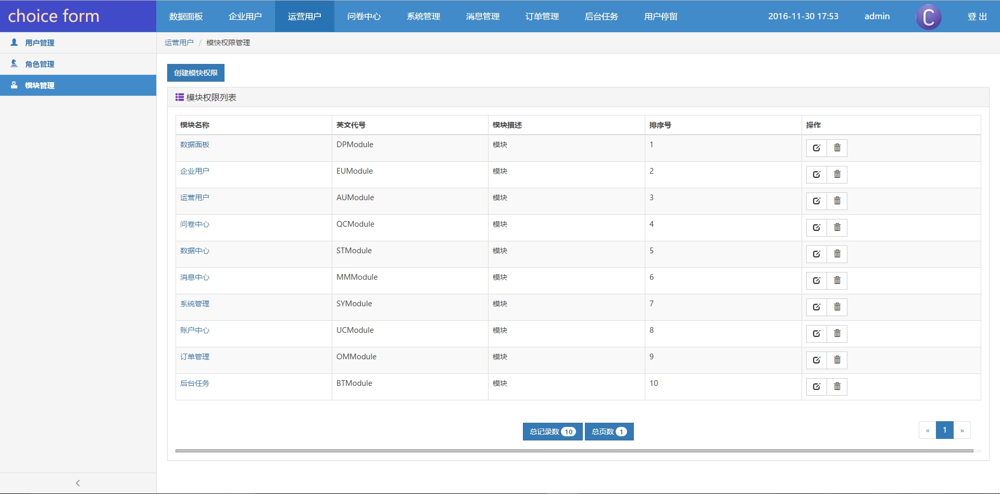 choice form 数据面板 企业用户 运营用户 问卷中心 系统管理 消息管理 订单管理 后台任务 用户停留 2016-11-30 17:53 admin C 登 出
用户管理
角色管理
模块管理
运营用户 / 模快权限管理
创建模快权限
模块权限列表
模块名称 英文代号 模块描述 排序号 操作
数据面板 DPModule 模块 1
企业用户 EUModule 模块 2
运营用户 AUModule 模块 3
问卷中心 QCModule 模块 4
数据中心 STModule 模块 5
消息中心 MMModule 模块 6
系统管理 SYModule 模块 7
账户中心 UCModule 模块 8
订单管理 OMModule 模块 9
后台任务 BTModule 模块 10
总记录数 10 总页数 1 « 1 »